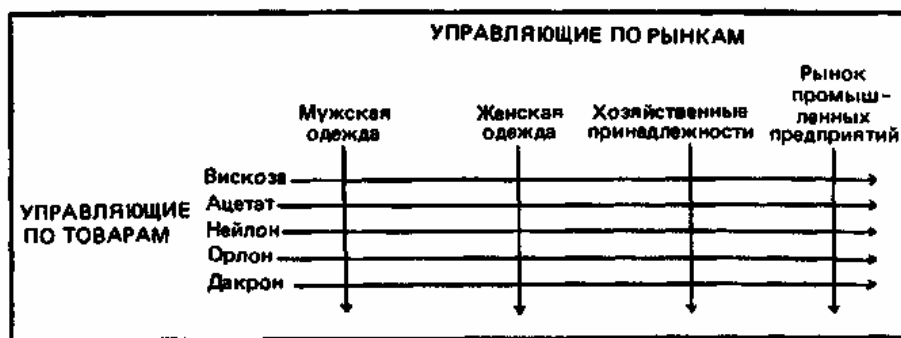 УПРАВЛЯЮЩИЕ ПО РЫНКАМ
Мужская
одежда
Женская
одежда
Хозяйственные
принадлежности
Рынок
промыш-
ленных
предприятий
УПРАВЛЯЮЩИЕ
ПО ТОВАРАМ
Вискоза
Ацетат
Нейлон
Орлон
Дакрон